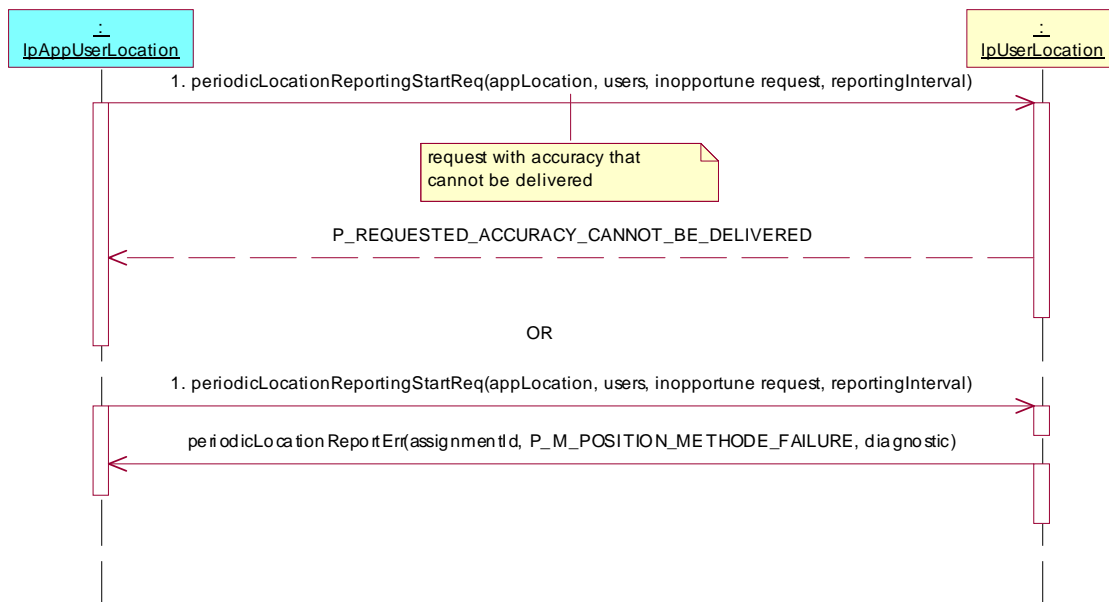 :
IpAppUserLocation
:
IpUserLocation
1. periodicLocationReportingStartReq(appLocation, users, inopportune request, reportingInterval)
request with accuracy that
cannot be delivered
P_REQUESTED_ACCURACY_CANNOT_BE_DELIVERED
OR
1. periodicLocationReportingStartReq(appLocation, users, inopportune request, reportingInterval)
periodicLocationReportErr(assignmentId, P_M_POSITION_METHODE_FAILURE, diagnostic)